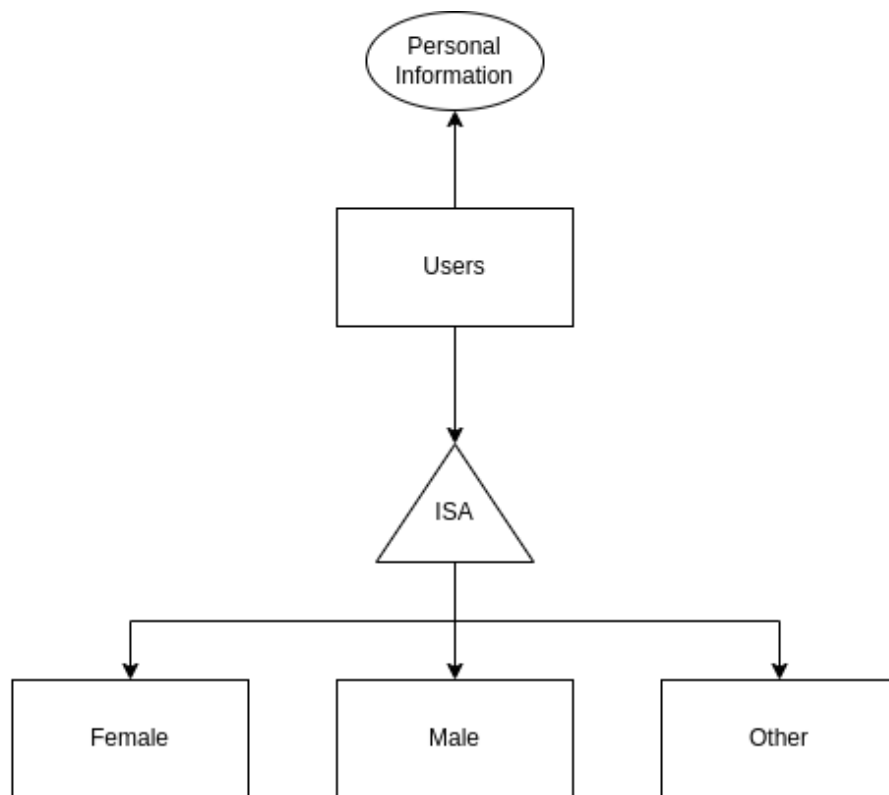 Personal
Information
Users
ISA
Female
Male
Other